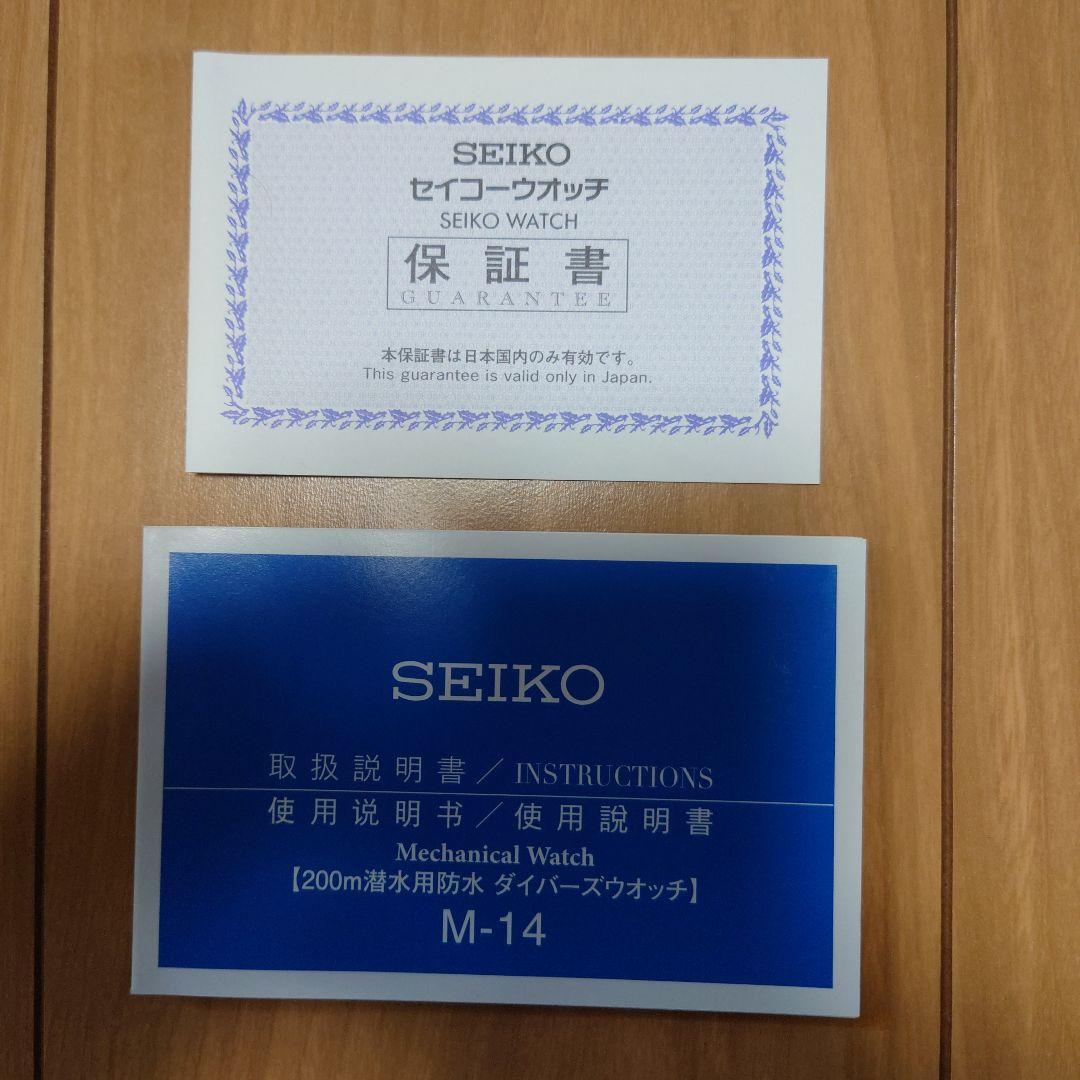 SEIKO
セイコーウオッチ
SEIKO WATCH
保証書
GUARANTEE
本保証書は日本国内のみ有効です。
This guarantee is valid only in Japan.
SEIKO
取扱説明書／INSTRUCTIONS
使用说明书／使用說明書
Mechanical Watch
【200m潜水用防水 ダイバーズウオッチ】
M-14